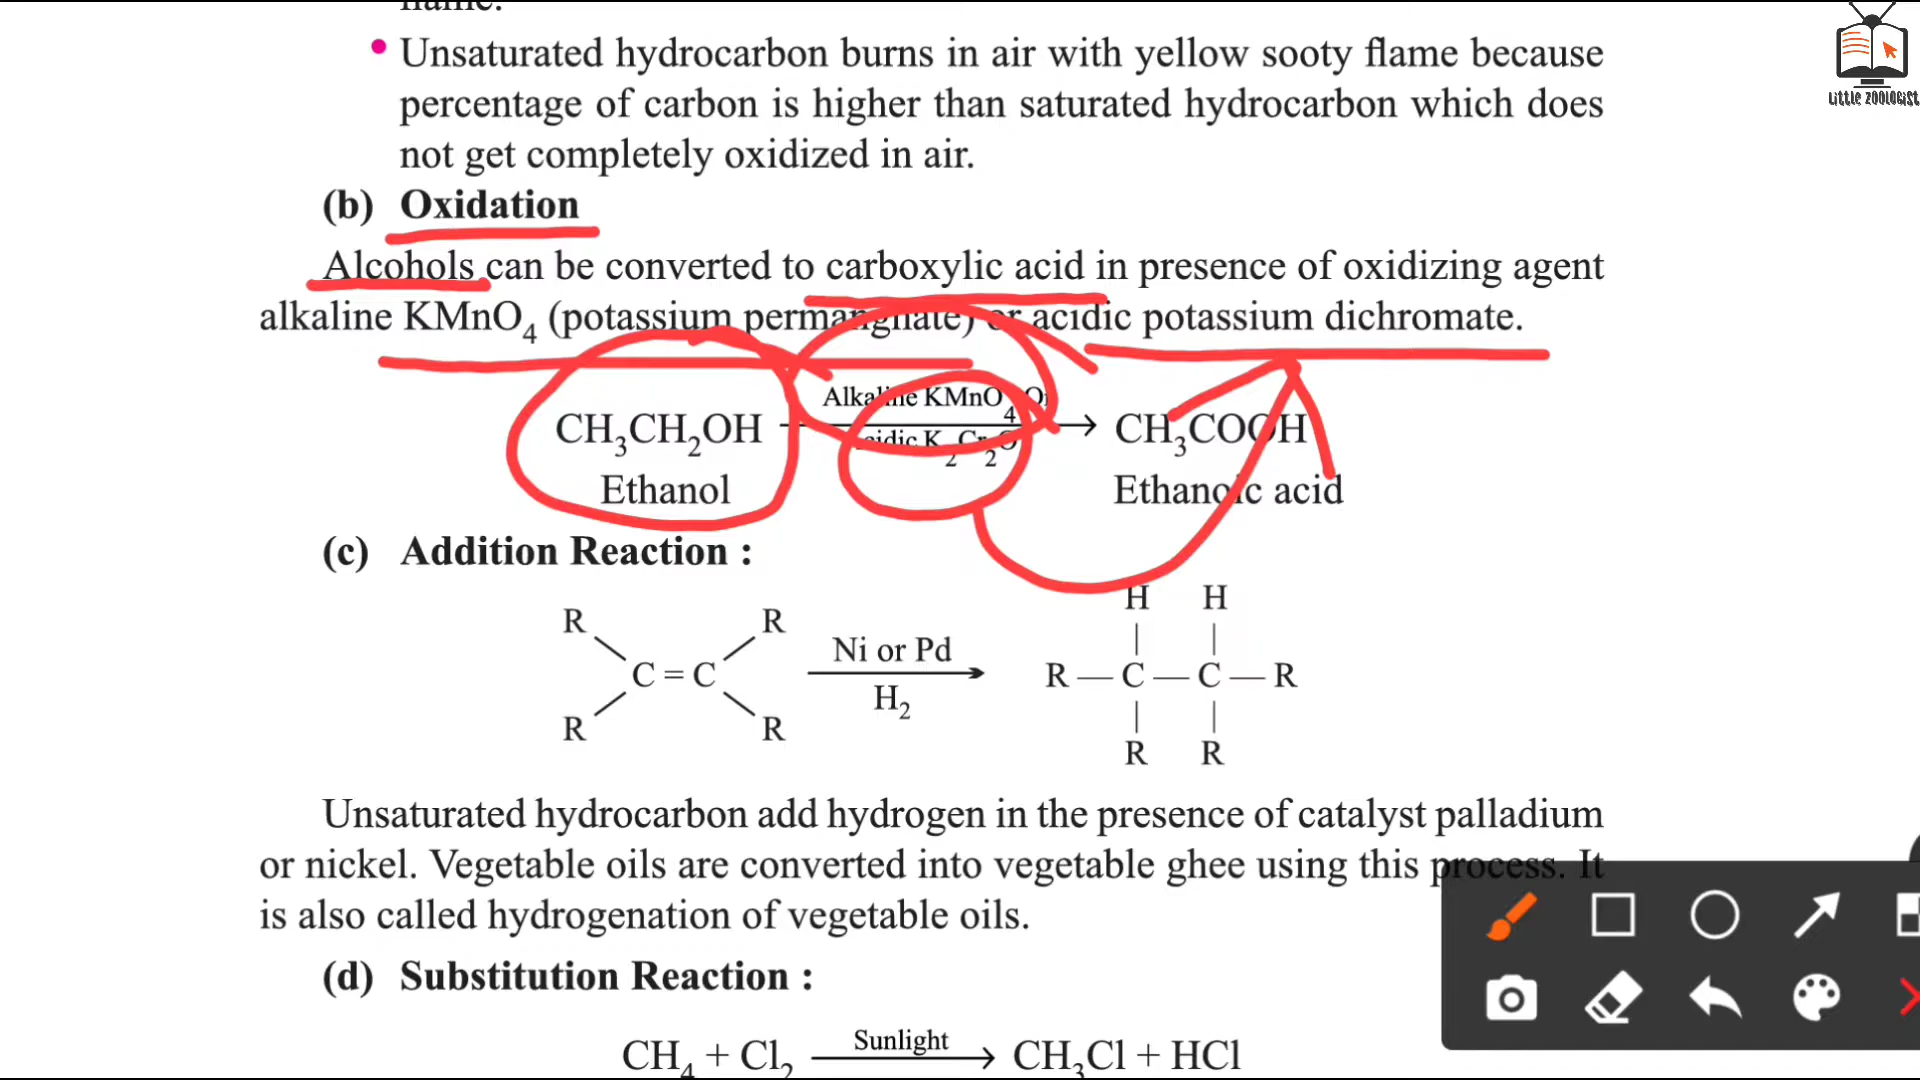 Unsaturated hydrocarbon burns in air with yellow sooty flame because
percentage of carbon is higher than saturated hydrocarbon which does
not get completely oxidized in air.
LITTLE ZOOLOGIST
(b) Oxidation
Alcohols can be converted to carboxylic acid in presence of oxidizing agent
alkaline KMnO4 (potassium permangnate) or acidic potassium dichromate.
CH3CH2OH Alkaline KMnO4 → CH3COOH
K2Cr2O
Ethanol Ethanoic acid
(c) Addition Reaction :
H H
R R
Ni or Pd
C = C R — C — C — R
H2
R R
R R
Unsaturated hydrocarbon add hydrogen in the presence of catalyst palladium
or nickel. Vegetable oils are converted into vegetable ghee using this process. It
is also called hydrogenation of vegetable oils.
(d) Substitution Reaction :
Sunlight
CH4 + Cl2 → CH3Cl + HCl